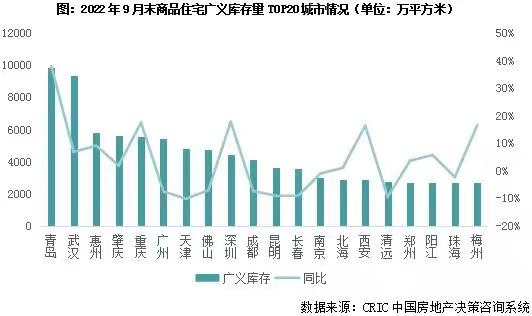 图：2022年9月末商品住宅广义库存量TOP20城市情况（单位：万平方米）
12000
10000
8000
6000
4000
2000
0
50%
40%
30%
20%
10%
0%
-10%
-20%
青岛
武汉
惠州
肇庆
重庆
广州
天津
佛山
深圳
成都
昆明
长春
南京
北海
西安
清远
郑州
阳江
珠海
梅州
广义库存 同比
数据来源：CRIC中国房地产决策咨询系统